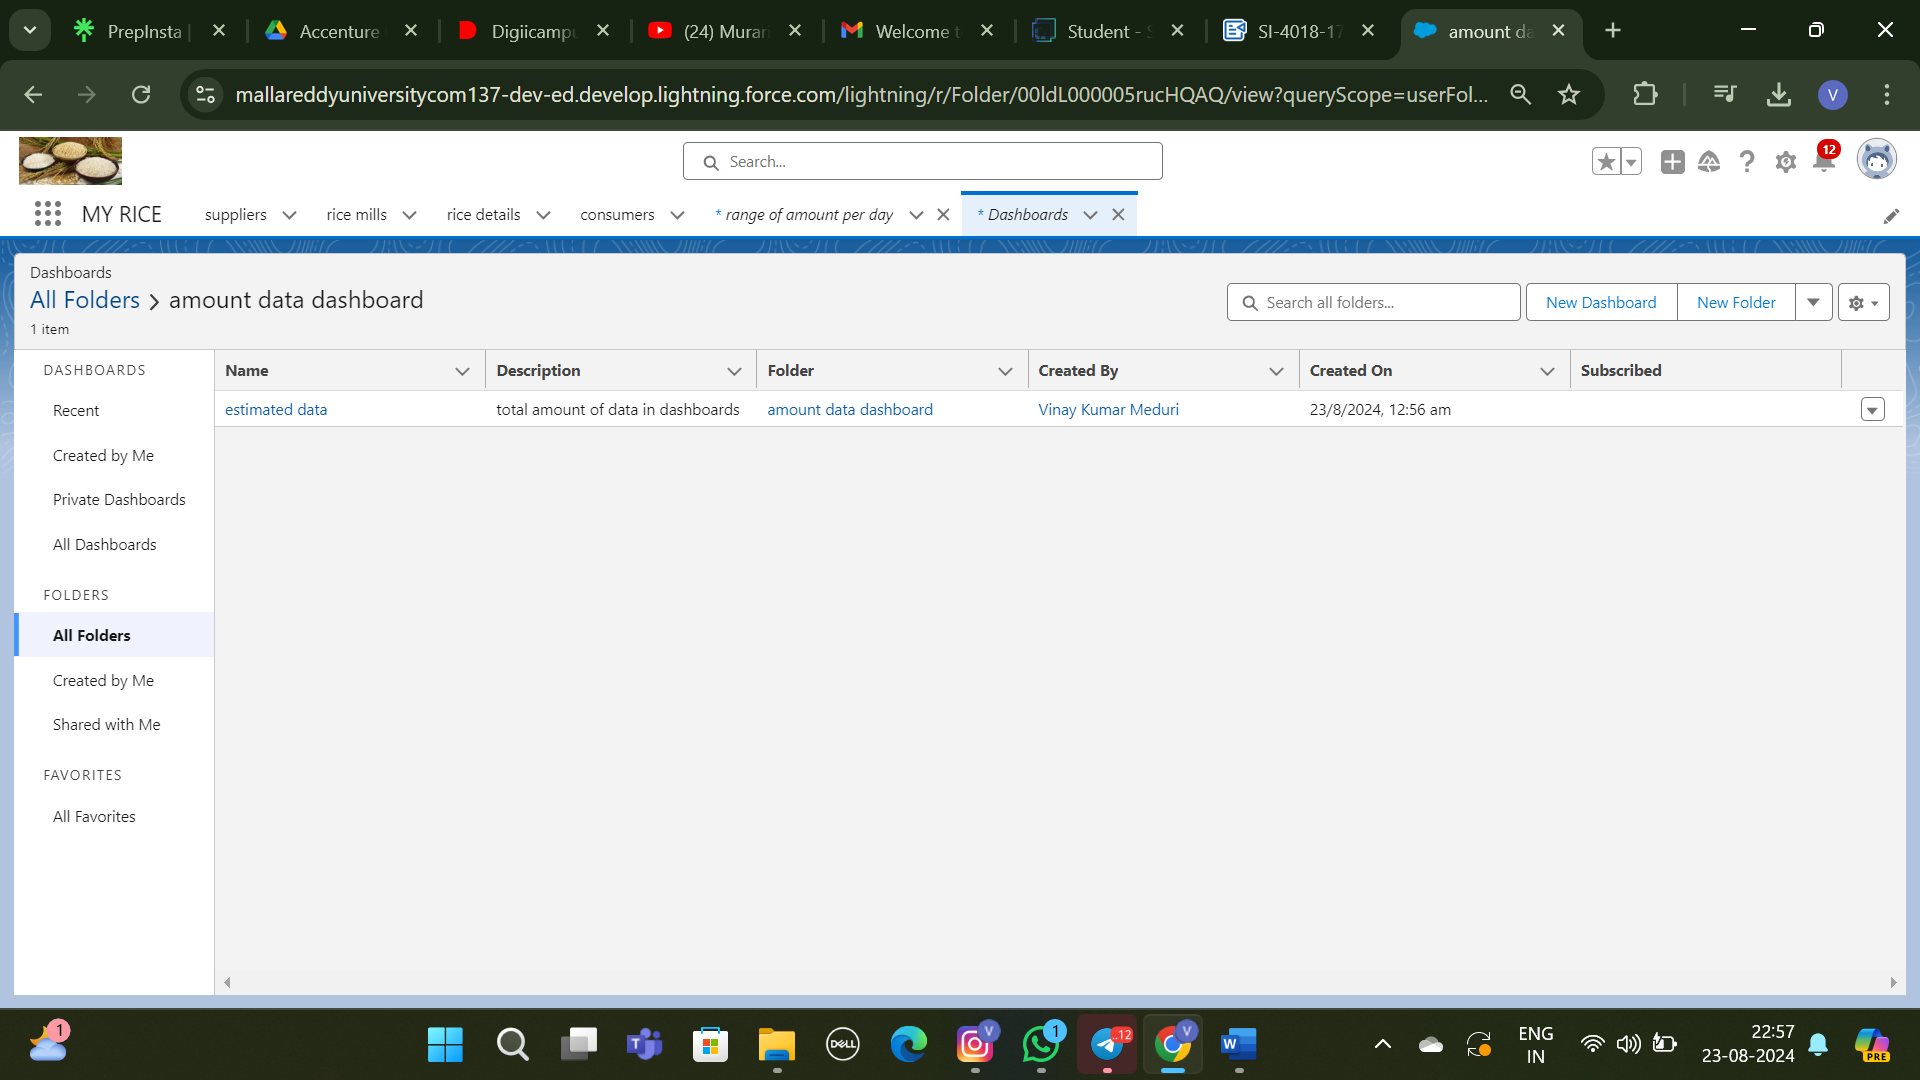 PrepInsta
Accenture
Digiicampu
(24) Murar
Welcome t
Student - S
SI-4018-17
amount da
mallareddyuniversitycom137-dev-ed.develop.lightning.force.com/lightning/r/Folder/00ldL000005rucHQAQ/view?queryScope=userFol...
V
Search...
12
MY RICE
suppliers
rice mills
rice details
consumers
* range of amount per day
* Dashboards
Dashboards
All Folders > amount data dashboard
1 item
Search all folders...
New Dashboard
New Folder
DASHBOARDS
Recent
Created by Me
Private Dashboards
All Dashboards
FOLDERS
All Folders
Created by Me
Shared with Me
FAVORITES
All Favorites
Name Description Folder Created By Created On Subscribed
estimated data total amount of data in dashboards amount data dashboard Vinay Kumar Meduri 23/8/2024, 12:56 am
1
T
DELL
V
1
..12
V
W
ENG
IN
22:57
23-08-2024
PRE